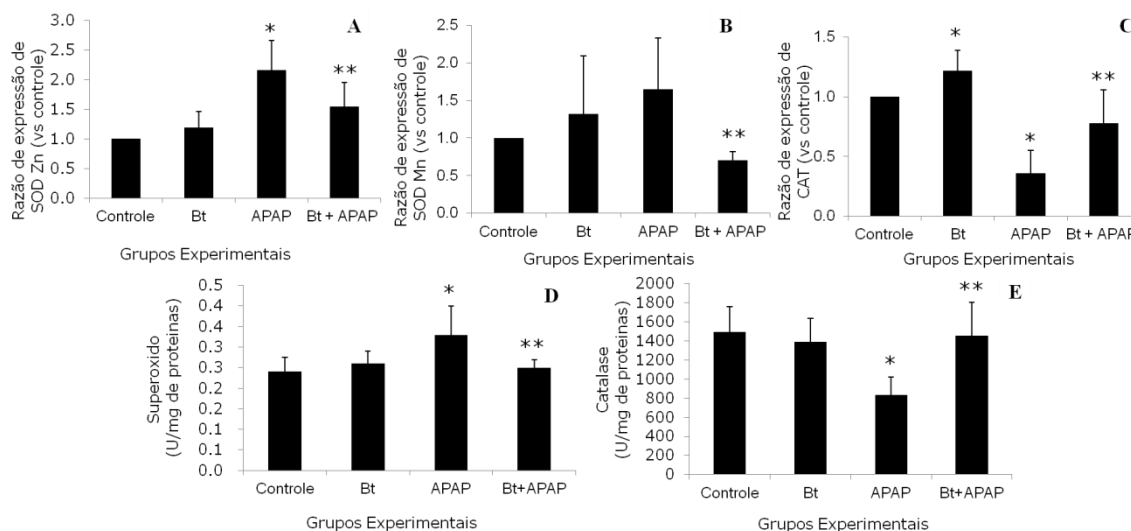 A
Razão de expressão de
SOD Zn (vs controle)
3.0
2.5
2.0
1.5
1.0
0.5
0.0
*
**
Controle Bt APAP Bt + APAP
Grupos Experimentais
B
Razão de expressão de
SOD Mn (vs controle)
2.5
2.0
1.5
1.0
0.5
0.0
**
Controle Bt APAP Bt + APAP
Grupos Experimentais
C
Razão de expressão de
CAT (vs controle)
1.5
1.0
0.5
0.0
*
*
**
Controle Bt APAP Bt + APAP
Grupos Experimentais
D
Superoxido
(U/mg de proteinas)
0.5
0.4
0.4
0.3
0.3
0.2
0.2
0.1
0.1
0.0
*
**
Controle Bt APAP Bt+APAP
Grupos Experimentais
E
Catalase
(U/mg de proteinas)
2000
1800
1600
1400
1200
1000
800
600
400
200
0
*
**
Controle Bt APAP Bt+APAP
Grupos Experimentais